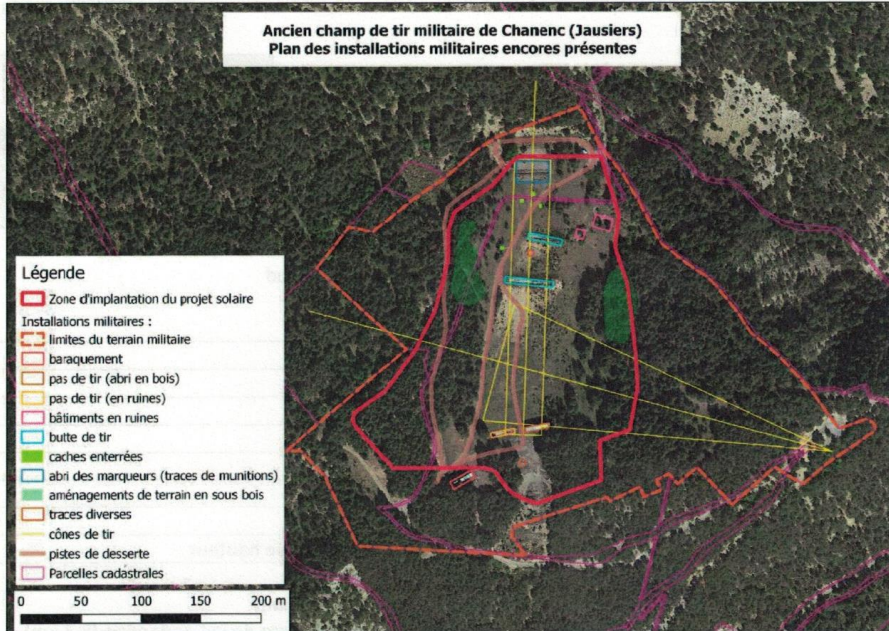 Ancien champ de tir militaire de Chanenc (Jausiers)
Plan des installations militaires encores présentes
Légende
Zone d'implantation du projet solaire
Installations militaires :
limites du terrain militaire
baraquement
pas de tir (abri en bois)
pas de tir (en ruines)
bâtiments en ruines
butte de tir
caches enterrées
abri des marqueurs (traces de munitions)
aménagements de terrain en sous bois
traces diverses
cônes de tir
pistes de desserte
Parcelles cadastrales
0 50 100 150 200 m